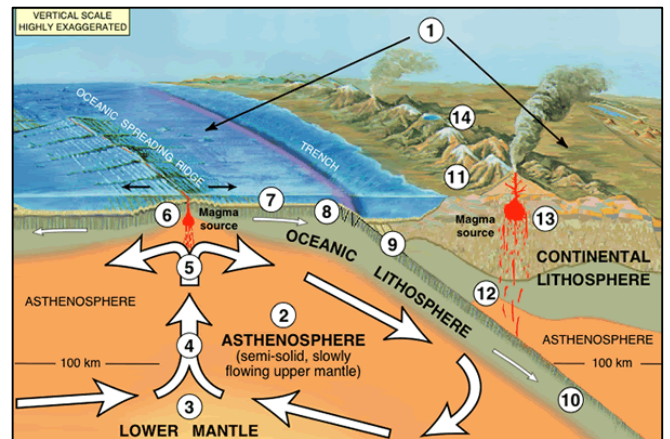 VERTICAL SCALE
HIGHLY EXAGGERATED
1
OCEANIC SPREADING RIDGE
TRENCH
14
11
6
Magma
source
7
8
9
Magma
source
13
OCEANIC LITHOSPHERE
CONTINENTAL
LITHOSPHERE
5
12
ASTHENOSPHERE
2
ASTHENOSPHERE
(semi-solid, slowly
flowing upper mantle)
ASTHENOSPHERE
100 km
4
100 km
3
LOWER MANTLE
10